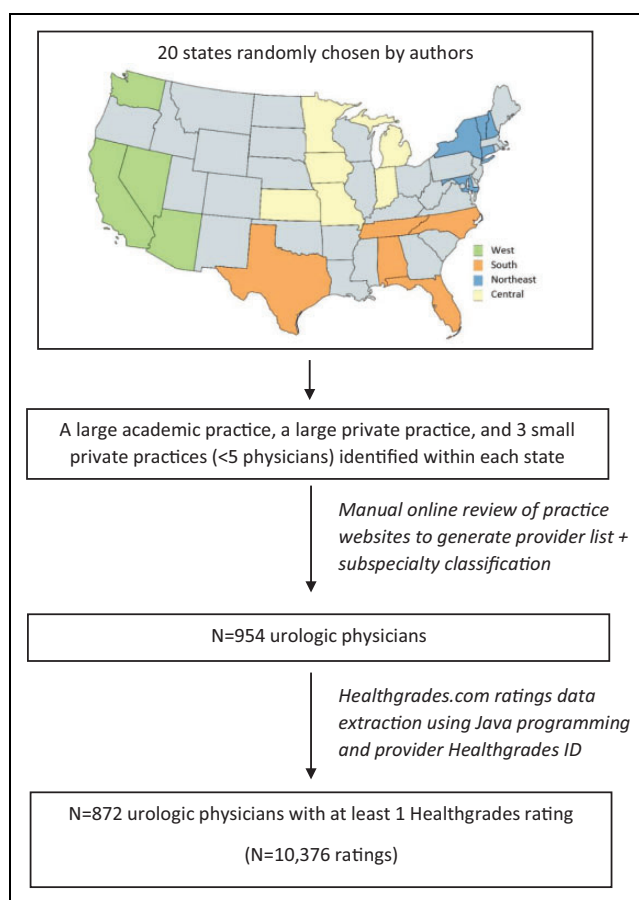 20 states randomly chosen by authors
West
South
Northeast
Central
A large academic practice, a large private practice, and 3 small
private practices (<5 physicians) identified within each state
Manual online review of practice
websites to generate provider list +
subspecialty classification
N=954 urologic physicians
Healthgrades.com ratings data
extraction using Java programming
and provider Healthgrades ID
N=872 urologic physicians with at least 1 Healthgrades rating
(N=10,376 ratings)